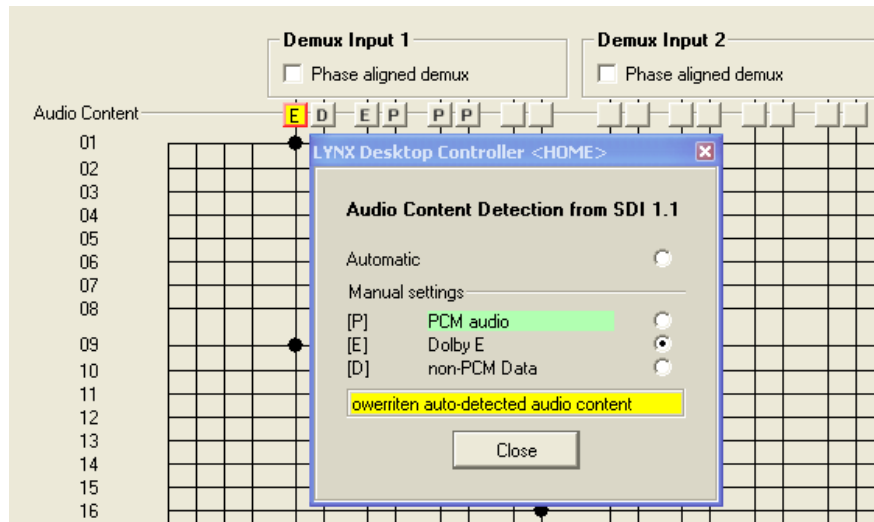 Demux Input 1 Demux Input 2
Phase aligned demux Phase aligned demux
Audio Content E D E P P P
01
LYNX Desktop Controller <HOME>
02
03
Audio Content Detection from SDI 1.1
04
05
06
Automatic
07
Manual settings
08
[P] PCM audio
09
[E] Dolby E
10
[D] non-PCM Data
11
owerriten auto-detected audio content
12
13
Close
14
15
16